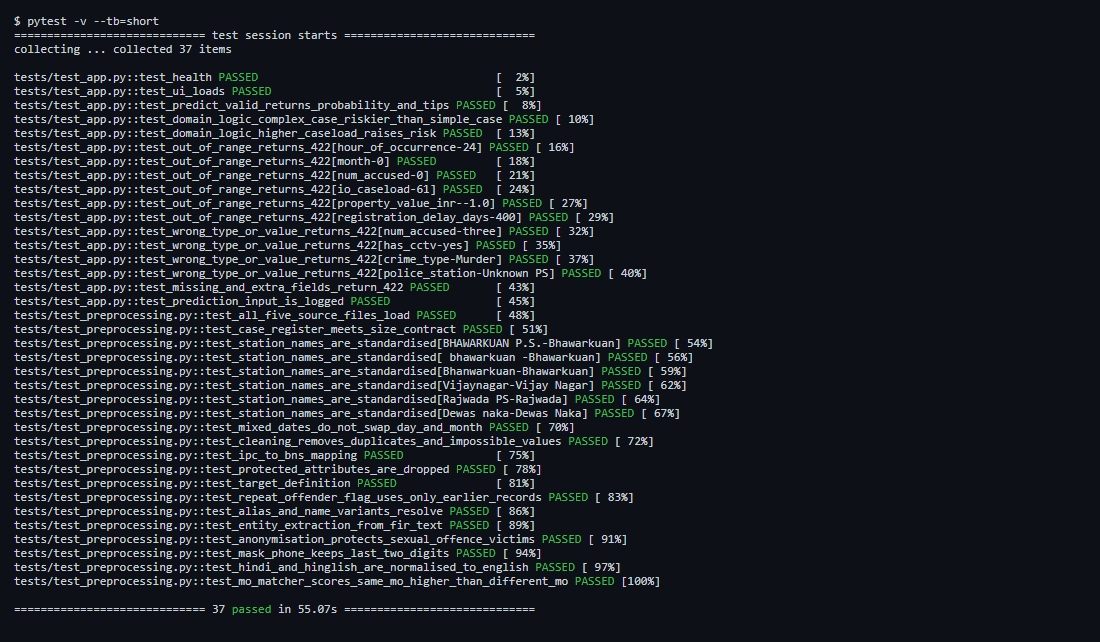 $ pytest -v --tb=short
============================= test session starts =============================
collecting ... collected 37 items
tests/test_app.py::test_health PASSED [  2%]
tests/test_app.py::test_ui_loads PASSED [  5%]
tests/test_app.py::test_predict_valid_returns_probability_and_tips PASSED [  8%]
tests/test_app.py::test_domain_logic_complex_case_riskier_than_simple_case PASSED [ 10%]
tests/test_app.py::test_domain_logic_higher_caseload_raises_risk PASSED [ 13%]
tests/test_app.py::test_out_of_range_returns_422[hour_of_occurrence-24] PASSED [ 16%]
tests/test_app.py::test_out_of_range_returns_422[month-0] PASSED [ 18%]
tests/test_app.py::test_out_of_range_returns_422[num_accused-0] PASSED [ 21%]
tests/test_app.py::test_out_of_range_returns_422[io_caseload-61] PASSED [ 24%]
tests/test_app.py::test_out_of_range_returns_422[property_value_inr--1.0] PASSED [ 27%]
tests/test_app.py::test_out_of_range_returns_422[registration_delay_days-400] PASSED [ 29%]
tests/test_app.py::test_wrong_type_or_value_returns_422[num_accused-three] PASSED [ 32%]
tests/test_app.py::test_wrong_type_or_value_returns_422[has_cctv-yes] PASSED [ 35%]
tests/test_app.py::test_wrong_type_or_value_returns_422[crime_type-Murder] PASSED [ 37%]
tests/test_app.py::test_wrong_type_or_value_returns_422[police_station-Unknown PS] PASSED [ 40%]
tests/test_app.py::test_missing_and_extra_fields_return_422 PASSED [ 43%]
tests/test_app.py::test_prediction_input_is_logged PASSED [ 45%]
tests/test_preprocessing.py::test_all_five_source_files_load PASSED [ 48%]
tests/test_preprocessing.py::test_case_register_meets_size_contract PASSED [ 51%]
tests/test_preprocessing.py::test_station_names_are_standardised[BHAWARKUAN P.S.-Bhawarkuan] PASSED [ 54%]
tests/test_preprocessing.py::test_station_names_are_standardised[ bhawarkuan -Bhawarkuan] PASSED [ 56%]
tests/test_preprocessing.py::test_station_names_are_standardised[Bhanwarkuan-Bhawarkuan] PASSED [ 59%]
tests/test_preprocessing.py::test_station_names_are_standardised[Vijaynagar-Vijay Nagar] PASSED [ 62%]
tests/test_preprocessing.py::test_station_names_are_standardised[Rajwada PS-Rajwada] PASSED [ 64%]
tests/test_preprocessing.py::test_station_names_are_standardised[Dewas naka-Dewas Naka] PASSED [ 67%]
tests/test_preprocessing.py::test_mixed_dates_do_not_swap_day_and_month PASSED [ 70%]
tests/test_preprocessing.py::test_cleaning_removes_duplicates_and_impossible_values PASSED [ 72%]
tests/test_preprocessing.py::test_ipc_to_bns_mapping PASSED [ 75%]
tests/test_preprocessing.py::test_protected_attributes_are_dropped PASSED [ 78%]
tests/test_preprocessing.py::test_target_definition PASSED [ 81%]
tests/test_preprocessing.py::test_repeat_offender_flag_uses_only_earlier_records PASSED [ 83%]
tests/test_preprocessing.py::test_alias_and_name_variants_resolve PASSED [ 86%]
tests/test_preprocessing.py::test_entity_extraction_from_fir_text PASSED [ 89%]
tests/test_preprocessing.py::test_anonymisation_protects_sexual_offence_victims PASSED [ 91%]
tests/test_preprocessing.py::test_mask_phone_keeps_last_two_digits PASSED [ 94%]
tests/test_preprocessing.py::test_hindi_and_hinglish_are_normalised_to_english PASSED [ 97%]
tests/test_preprocessing.py::test_mo_matcher_scores_same_mo_higher_than_different_mo PASSED [100%]
============================= 37 passed in 55.07s =============================